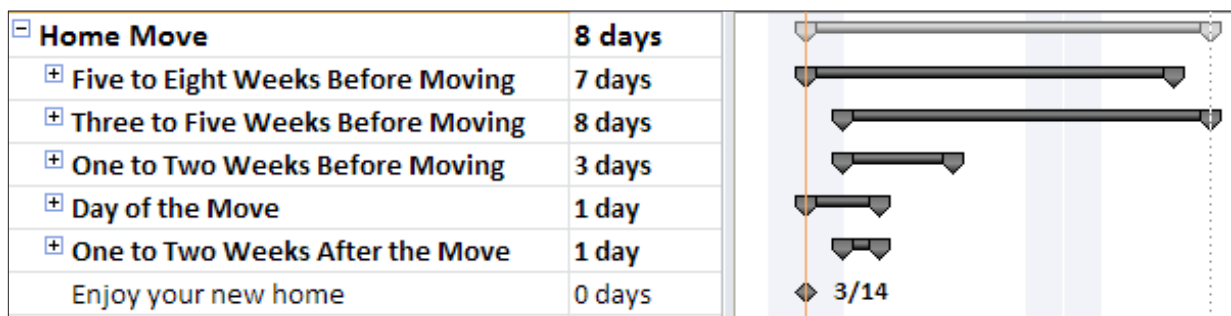 Home Move 8 days
Five to Eight Weeks Before Moving 7 days
Three to Five Weeks Before Moving 8 days
One to Two Weeks Before Moving 3 days
Day of the Move 1 day
One to Two Weeks After the Move 1 day
Enjoy your new home 0 days 3/14